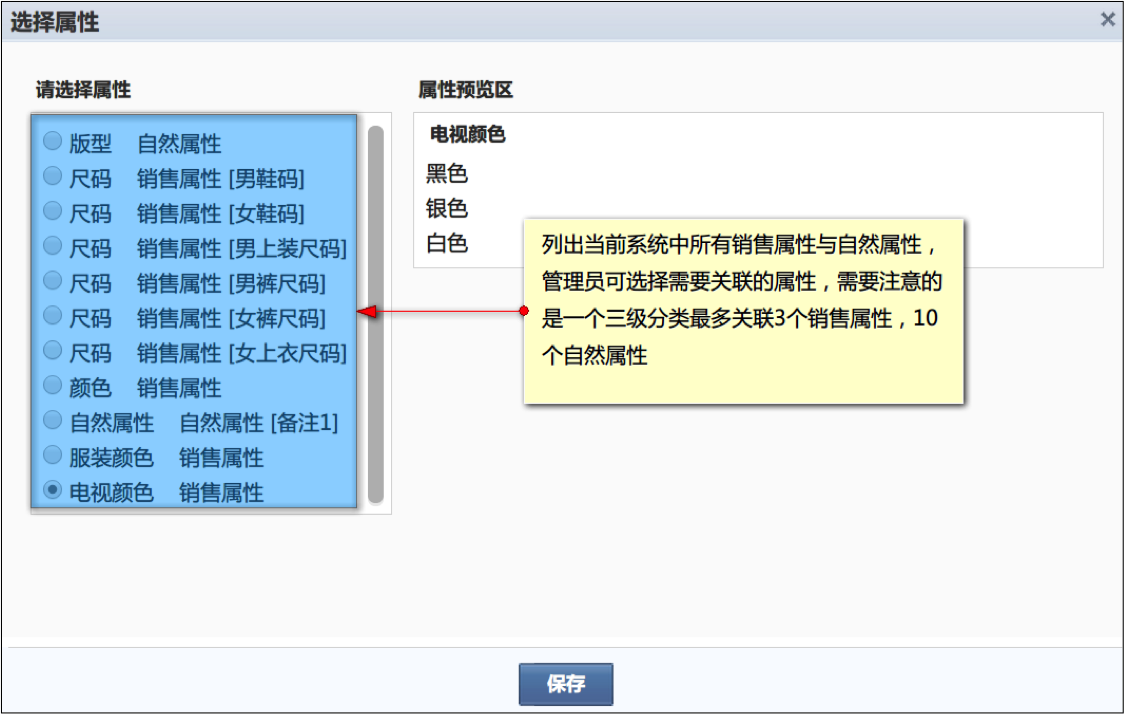 选择属性
请选择属性
版型 自然属性
尺码 销售属性 [男鞋码]
尺码 销售属性 [女鞋码]
尺码 销售属性 [男上装尺码]
尺码 销售属性 [男裤尺码]
尺码 销售属性 [女裤尺码]
尺码 销售属性 [女上衣尺码]
颜色 销售属性
自然属性 自然属性 [备注1]
服装颜色 销售属性
电视颜色 销售属性
属性预览区
电视颜色
黑色
银色
白色
列出当前系统中所有销售属性与自然属性，
管理员可选择需要关联的属性，需要注意的
是一个三级分类最多关联3个销售属性，10
个自然属性
保存